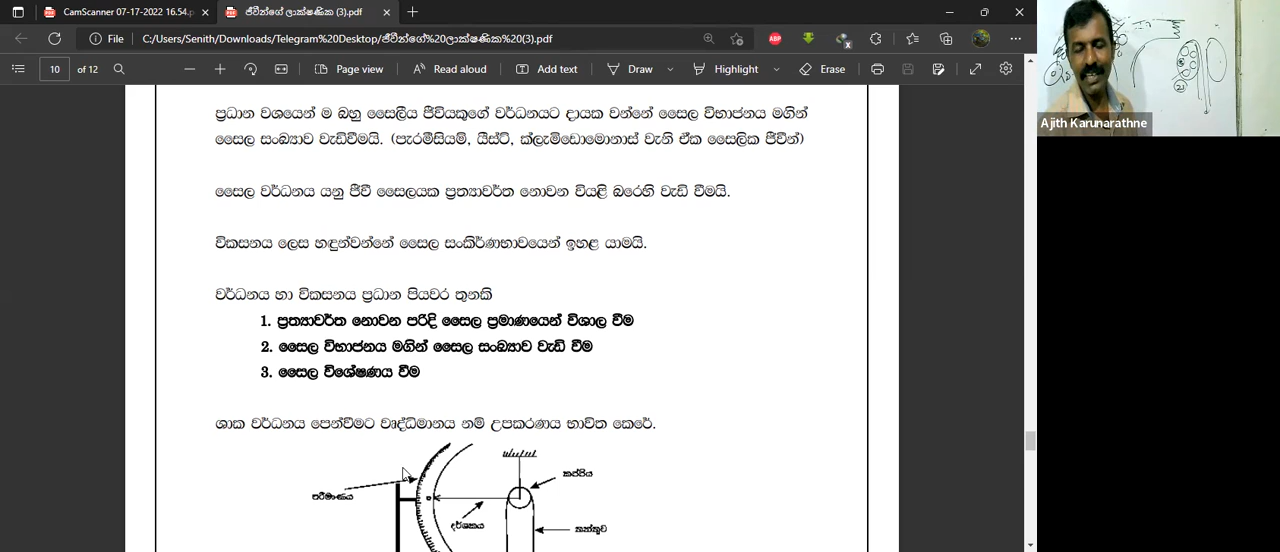 CamScanner 07-17-2022 16.54.p
ජීවීන්ගේ ලාක්ෂණික (3).pdf
File
C:/Users/Senith/Downloads/Telegram%20Desktop/ජීවීන්ගේ%20ලාක්ෂණික%20(3).pdf
10 of 12
Page view
Read aloud
Add text
Draw
Highlight
Erase
Ajith Karunarathne
ප්‍රධාන වශයෙන් ම බහු සෛලීය ජීවියකුගේ වර්ධනයට දායක වන්නේ සෛල විභාජනය මගින්
සෛල සංඛ්‍යාව වැඩිවීමයි. (පැරමීසියම්, යීස්ට්, ක්ලැමිඩොමොනාස් වැනි ඒක සෛලික ජීවීන්)
සෛල වර්ධනය යනු ජීවී සෛලයක ප්‍රත්‍යාවර්ත නොවන වියළි බරෙහි වැඩි වීමයි.
විකසනය ලෙස හඳුන්වන්නේ සෛල සංකීර්ණභාවයෙන් ඉහළ යාමයි.
වර්ධනය හා විකසනය ප්‍රධාන පියවර තුනකි
1. ප්‍රත්‍යාවර්ත නොවන පරිදි සෛල ප්‍රමාණයෙන් විශාල වීම
2. සෛල විභාජනය මගින් සෛල සංඛ්‍යාව වැඩි වීම
3. සෛල විශේෂණය වීම
ශාක වර්ධනය පෙන්වීමට වෘද්ධිමානය නම් උපකරණය භාවිත කෙරේ.
කප්පිය
පරිමාණය
දර්ශකය
තන්තුව